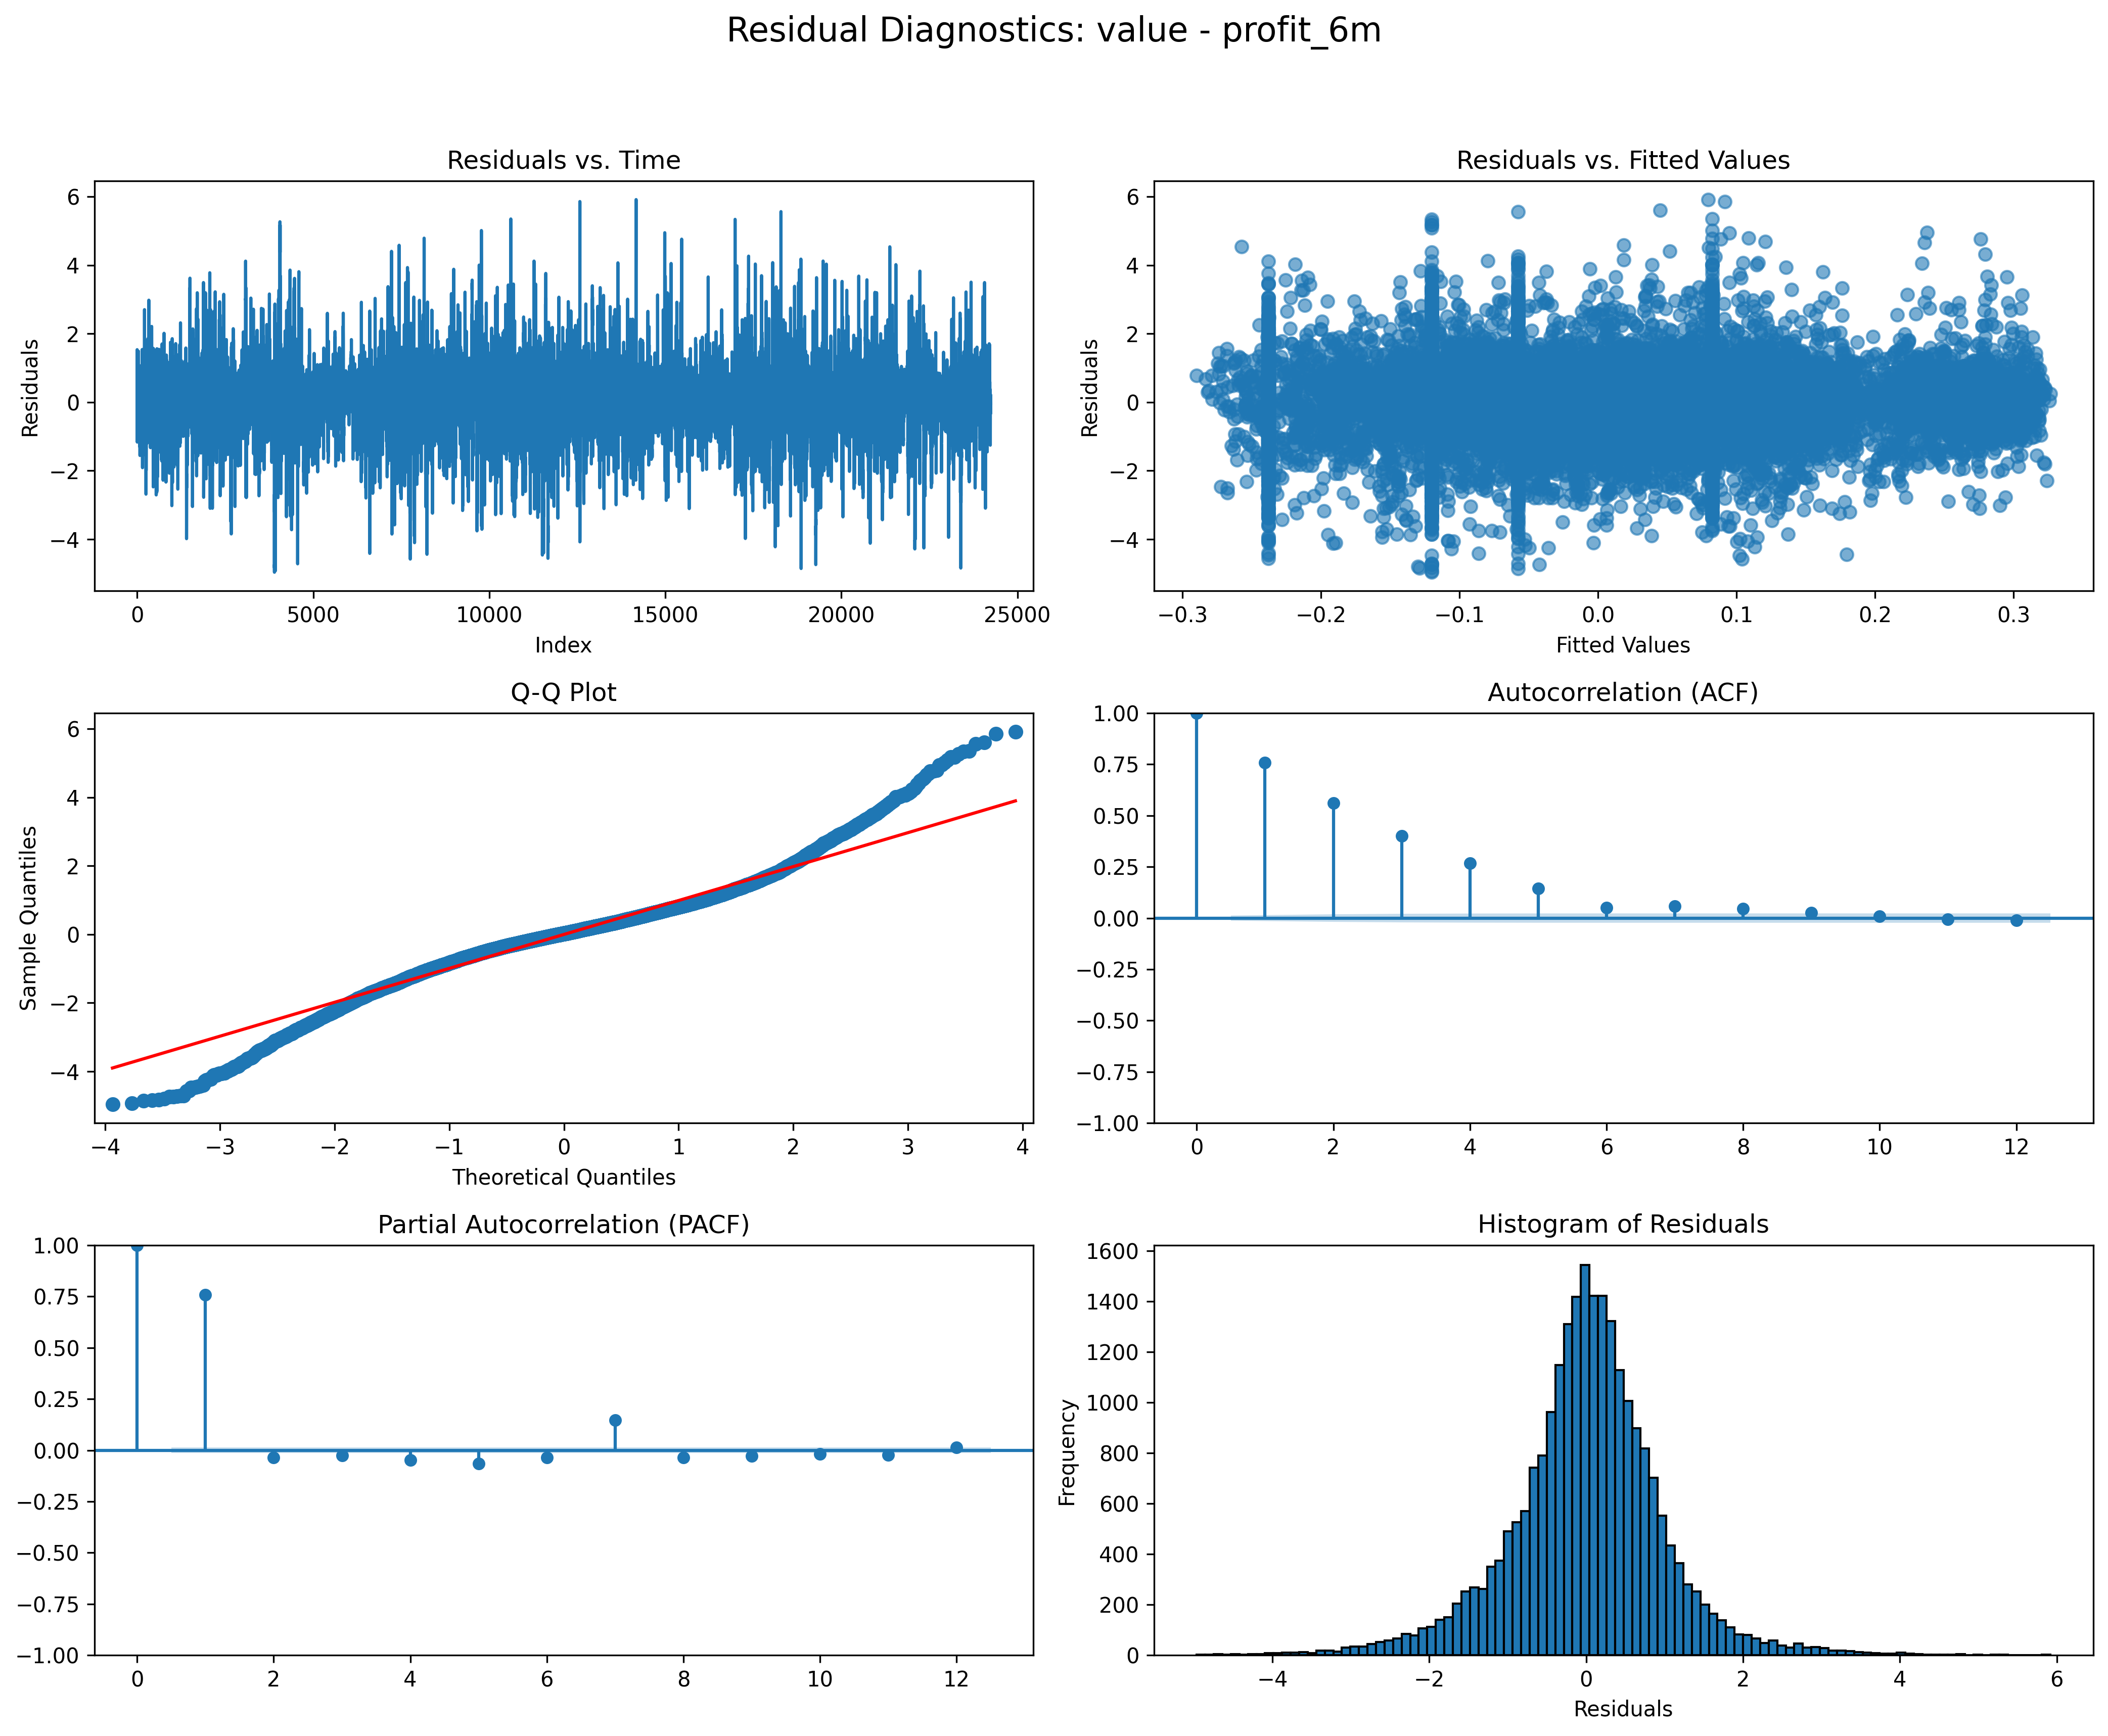 Residual Diagnostics: value - profit_6m
Residuals vs. Time
Residuals
6
4
2
0
−2
−4
0 5000 10000 15000 20000 25000
Index
Residuals vs. Fitted Values
Residuals
6
4
2
0
−2
−4
−0.3 −0.2 −0.1 0.0 0.1 0.2 0.3
Fitted Values
Q-Q Plot
Sample Quantiles
6
4
2
0
−2
−4
−4 −3 −2 −1 0 1 2 3 4
Theoretical Quantiles
Autocorrelation (ACF)
1.00
0.75
0.50
0.25
0.00
−0.25
−0.50
−0.75
−1.00
0 2 4 6 8 10 12
Partial Autocorrelation (PACF)
1.00
0.75
0.50
0.25
0.00
−0.25
−0.50
−0.75
−1.00
0 2 4 6 8 10 12
Histogram of Residuals
Frequency
1600
1400
1200
1000
800
600
400
200
0
−4 −2 0 2 4 6
Residuals